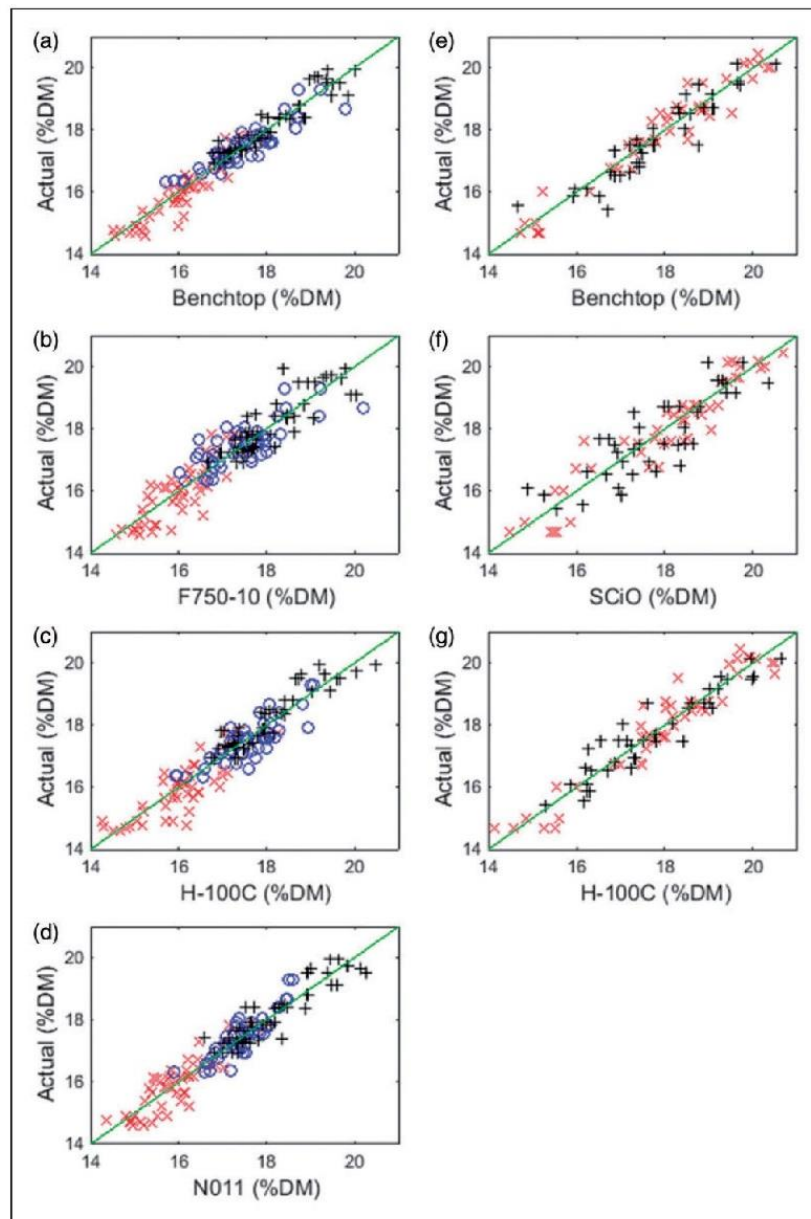 (a)
Actual (%DM)
20
18
16
14
14 16 18 20
Benchtop (%DM)
(b)
Actual (%DM)
20
18
16
14
14 16 18 20
F750-10 (%DM)
(c)
Actual (%DM)
20
18
16
14
14 16 18 20
H-100C (%DM)
(d)
Actual (%DM)
20
18
16
14
14 16 18 20
N011 (%DM)
(e)
Actual (%DM)
20
18
16
14
14 16 18 20
Benchtop (%DM)
(f)
Actual (%DM)
20
18
16
14
14 16 18 20
SCiO (%DM)
(g)
Actual (%DM)
20
18
16
14
14 16 18 20
H-100C (%DM)